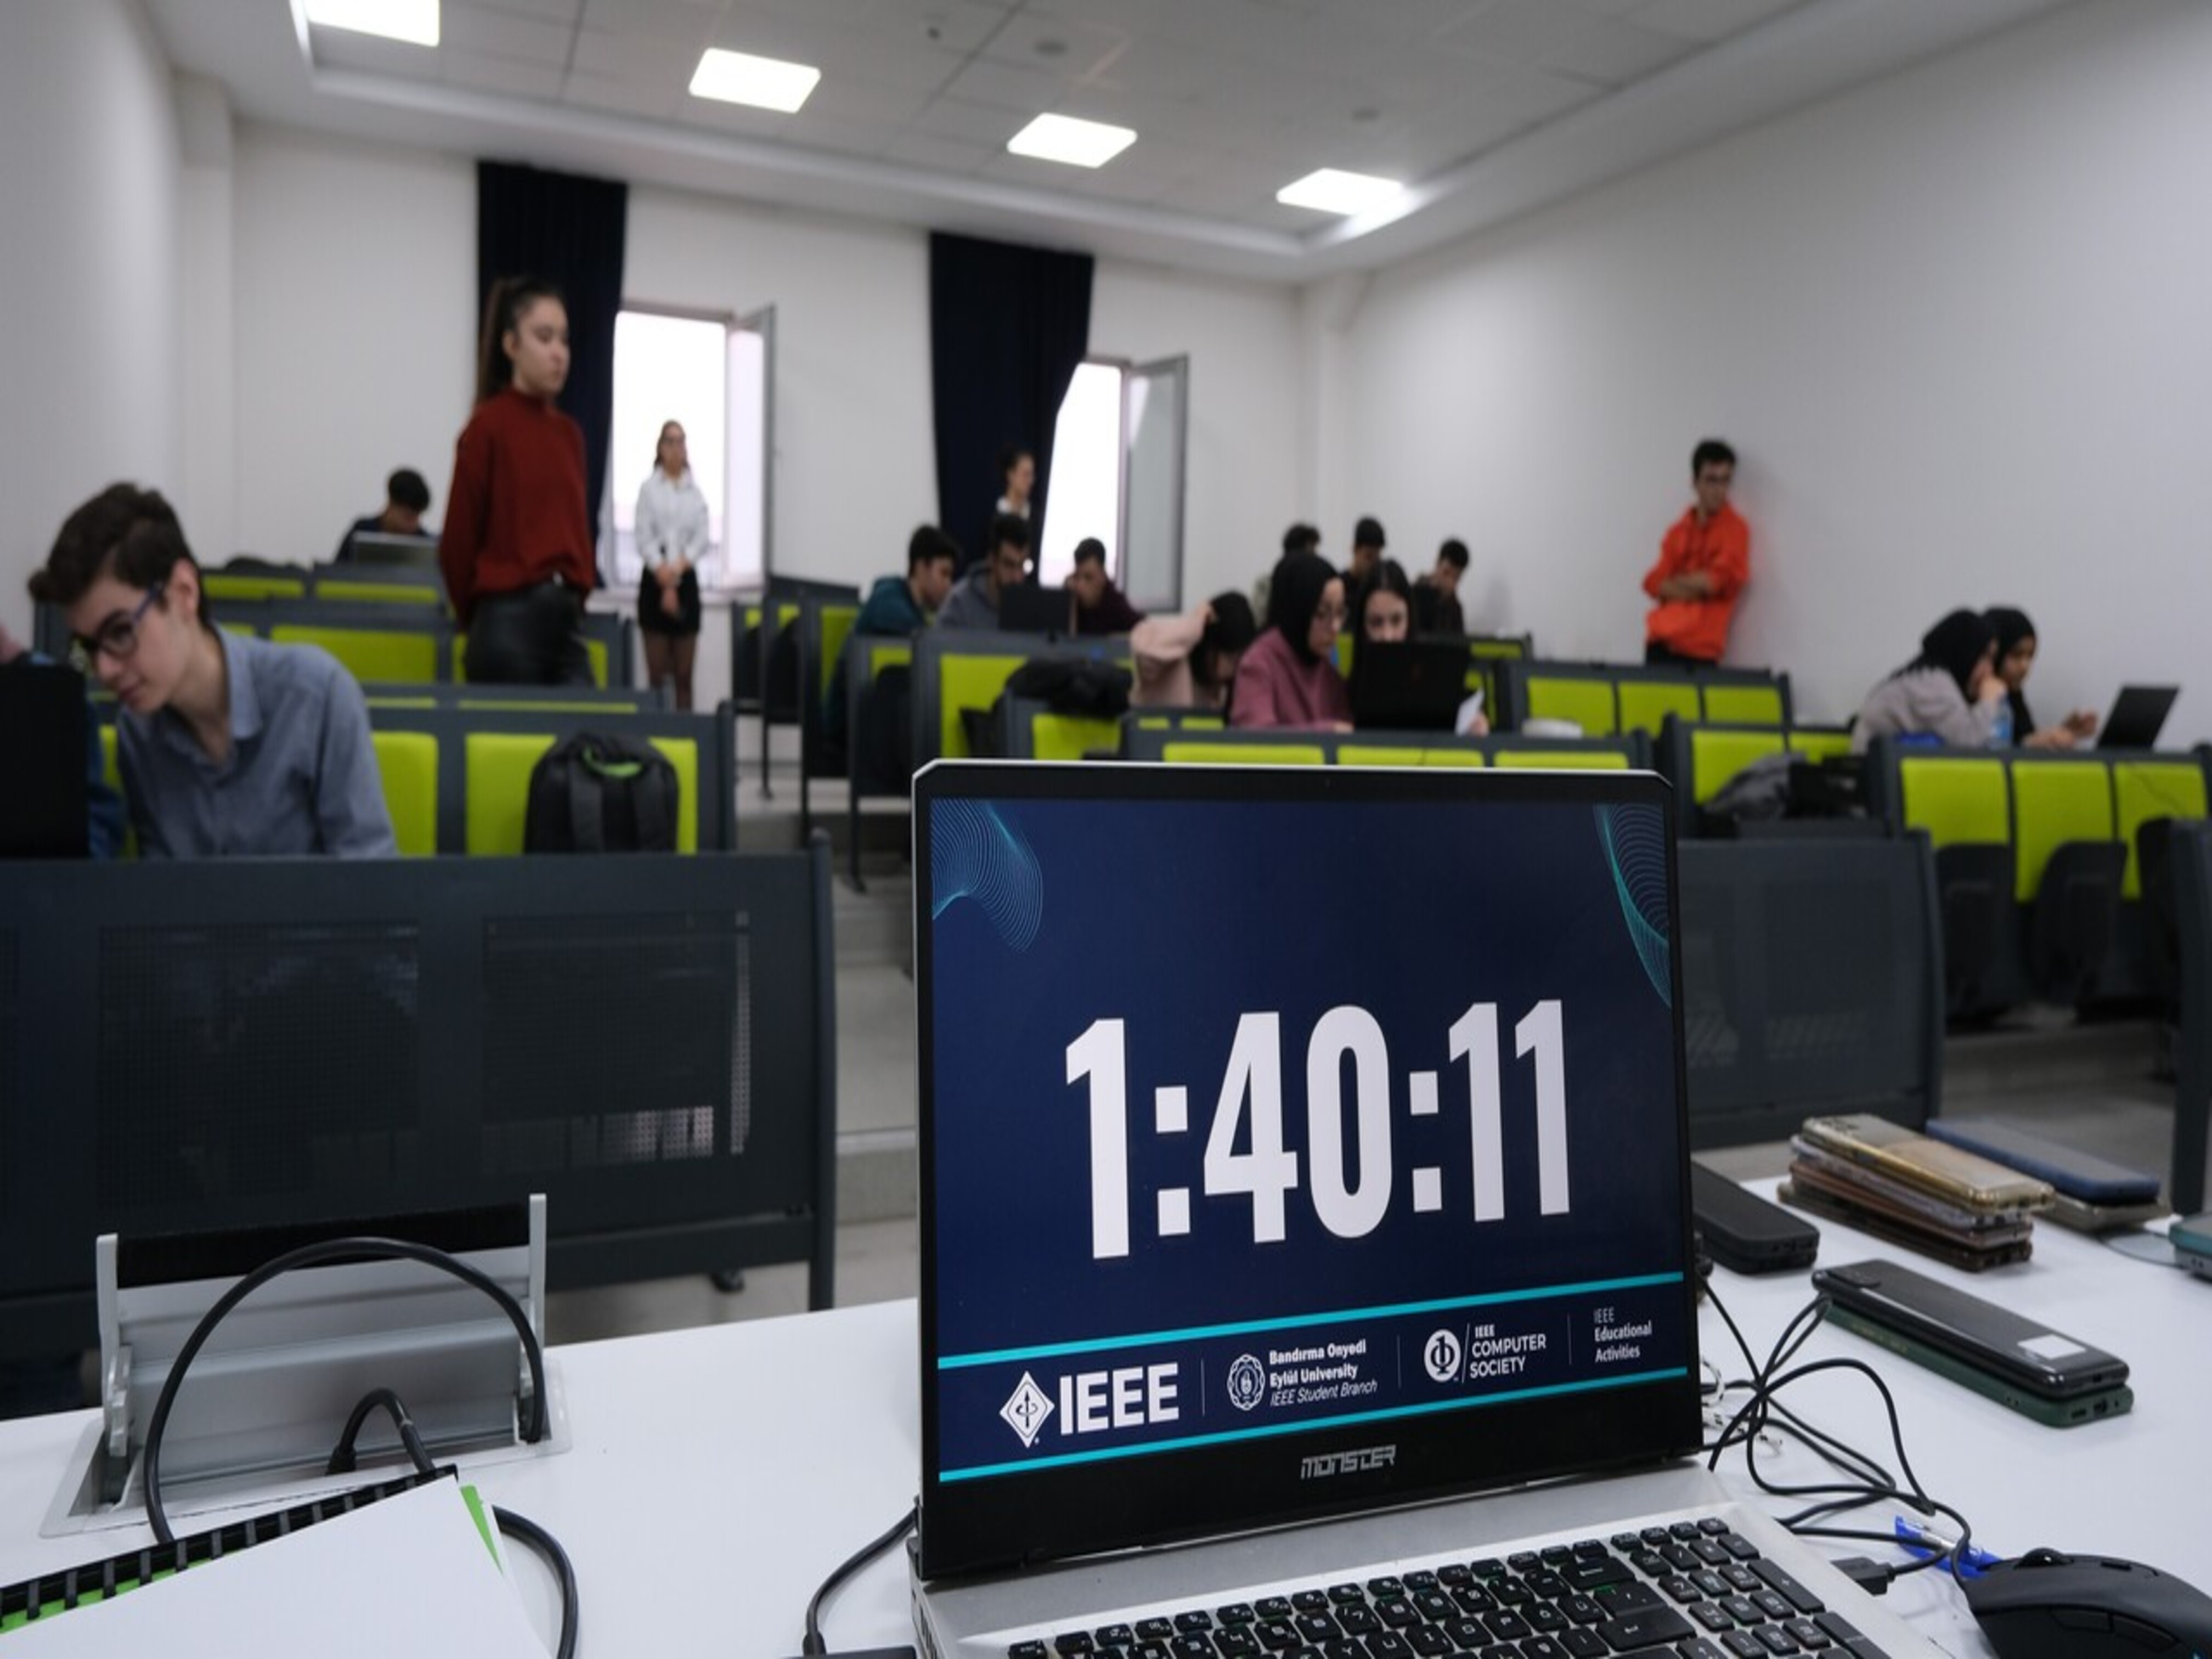 1:40:11
IEEE
Bandırma Onyedi
Eylül University
IEEE Student Branch
IEEE
COMPUTER
SOCIETY
IEEE
Educational
Activities
MONSTER